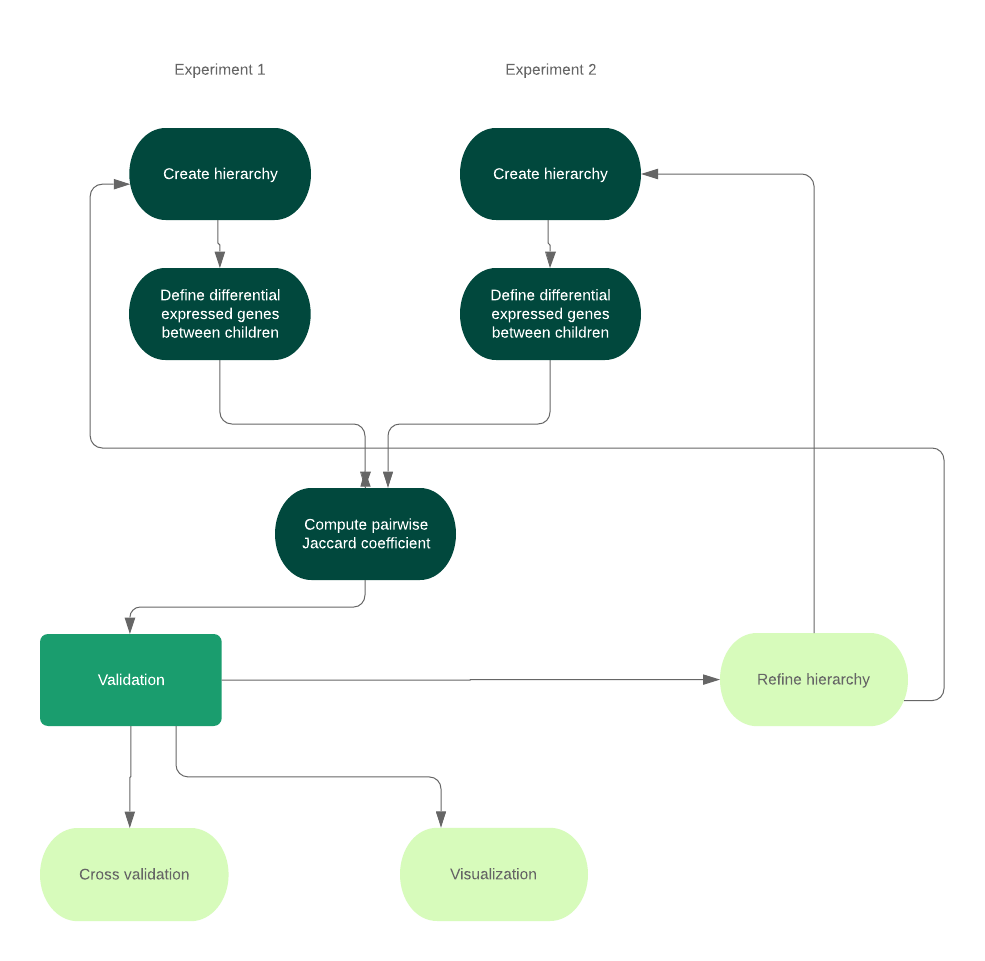 Experiment 1
Experiment 2
Create hierarchy
Create hierarchy
Define differential
expressed genes
between children
Define differential
expressed genes
between children
Compute pairwise
Jaccard coefficient
Validation
Refine hierarchy
Cross validation
Visualization